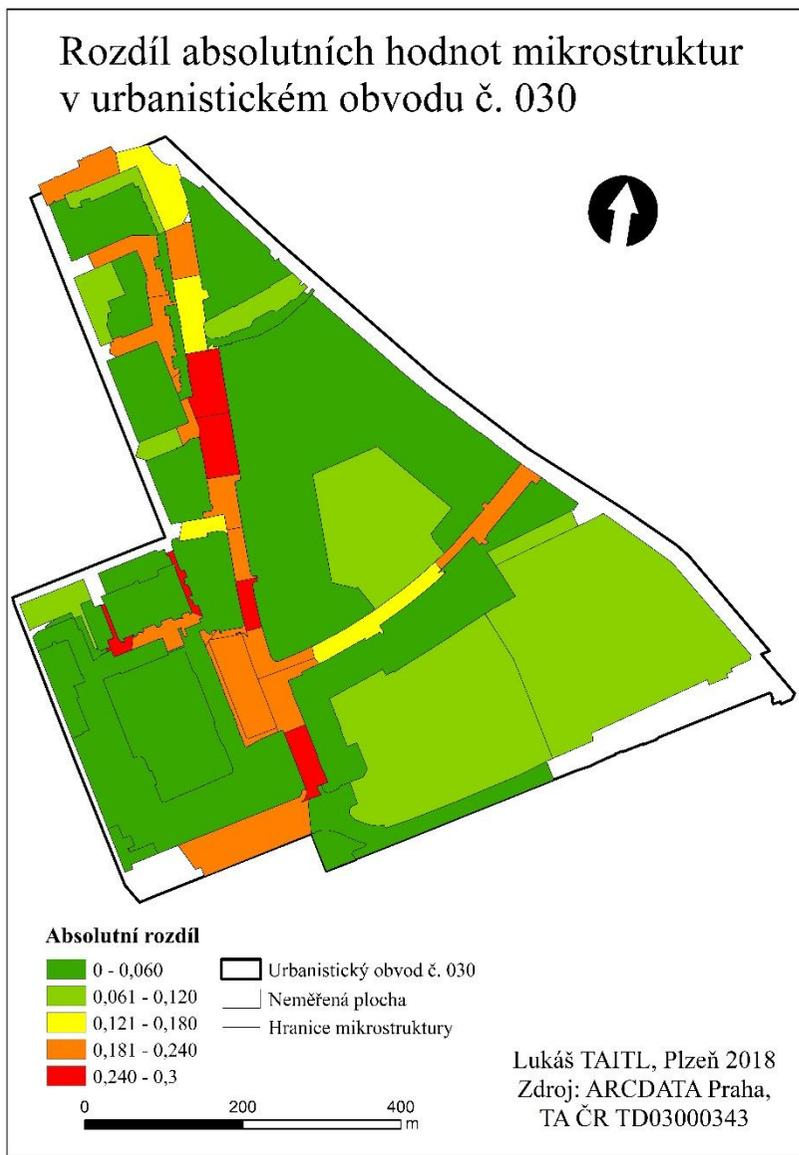 Rozdíl absolutních hodnot mikrostruktur
v urbanistickém obvodu č. 030
Absolutní rozdíl
0 - 0,060
0,061 - 0,120
0,121 - 0,180
0,181 - 0,240
0,240 - 0,3
Urbanistický obvod č. 030
Neměřená plocha
Hranice mikrostruktury
0 200 400
m
Lukáš TAITL, Plzeň 2018
Zdroj: ARCDATA Praha,
TA ČR TD03000343